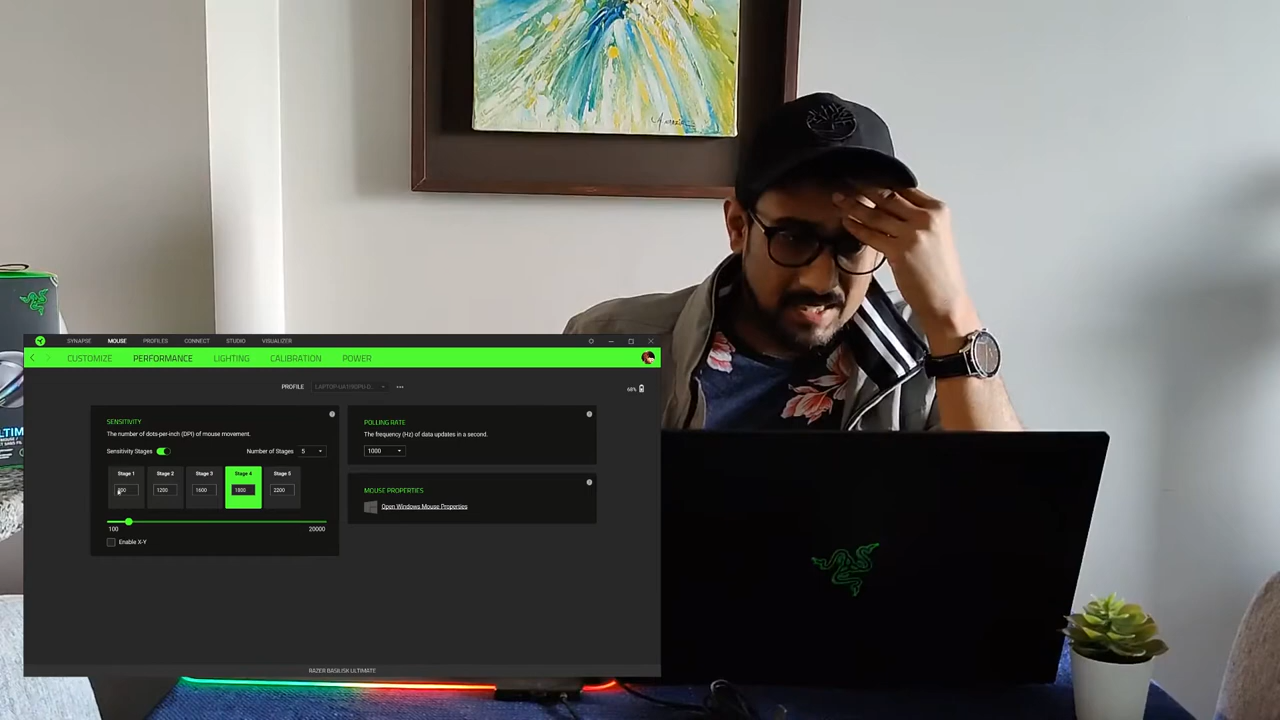 SYNAPSE MOUSE PROFILES CONNECT STUDIO VISUALIZER
CUSTOMIZE PERFORMANCE LIGHTING CALIBRATION POWER
PROFILE
68%
SENSITIVITY
The number of dots-per-inch (DPI) of mouse movement.
Sensitivity Stages
Number of Stages 5
Stage 1 Stage 2 Stage 3 Stage 4 Stage 5
1200 1600 1800 2200
100 20000
Enable X-Y
POLLING RATE
The frequency (Hz) of data updates in a second.
1000
MOUSE PROPERTIES
Open Windows Mouse Properties
RAZER BASILISK ULTIMATE